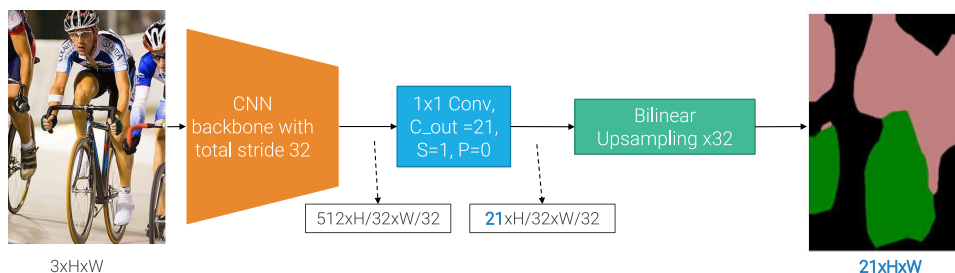 CNN
backbone with
total stride 32
1x1 Conv,
C_out =21,
S=1, P=0
Bilinear
Upsampling x32
512xH/32xW/32
21xH/32xW/32
3xHxW
21xHxW